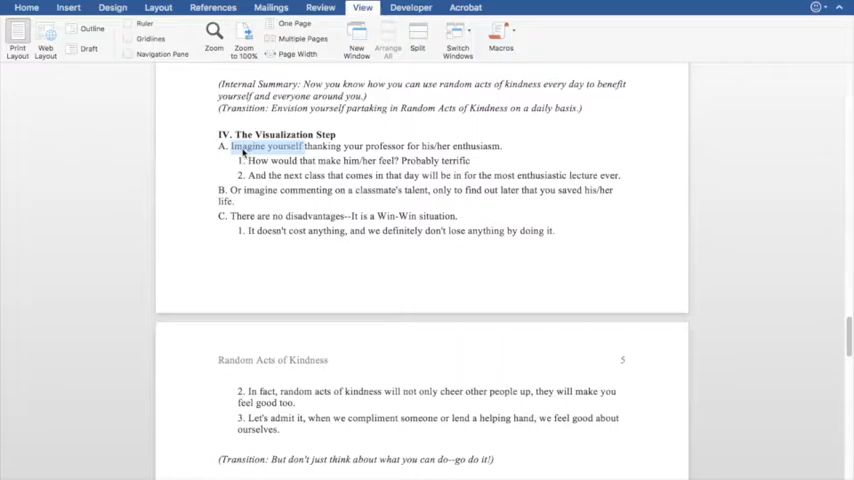 Home Insert Design Layout References Mailings Review View Developer Acrobat
Print Layout
Web Layout
Outline
Draft
Ruler
Gridlines
Navigation Pane
Zoom
Zoom to 100%
One Page
Multiple Pages
Page Width
New Window
Arrange All
Split
Switch Windows
Macros
(Internal Summary: Now you know how you can use random acts of kindness every day to benefit
yourself and everyone around you.)
(Transition: Envision yourself partaking in Random Acts of Kindness on a daily basis.)
IV. The Visualization Step
A. Imagine yourself thanking your professor for his/her enthusiasm.
1. How would that make him/her feel? Probably terrific
2. And the next class that comes in that day will be in for the most enthusiastic lecture ever.
B. Or imagine commenting on a classmate's talent, only to find out later that you saved his/her
life.
C. There are no disadvantages--It is a Win-Win situation.
1. It doesn't cost anything, and we definitely don't lose anything by doing it.
Random Acts of Kindness 5
2. In fact, random acts of kindness will not only cheer other people up, they will make you
feel good too.
3. Let's admit it, when we compliment someone or lend a helping hand, we feel good about
ourselves.
(Transition: But don't just think about what you can do--go do it!)